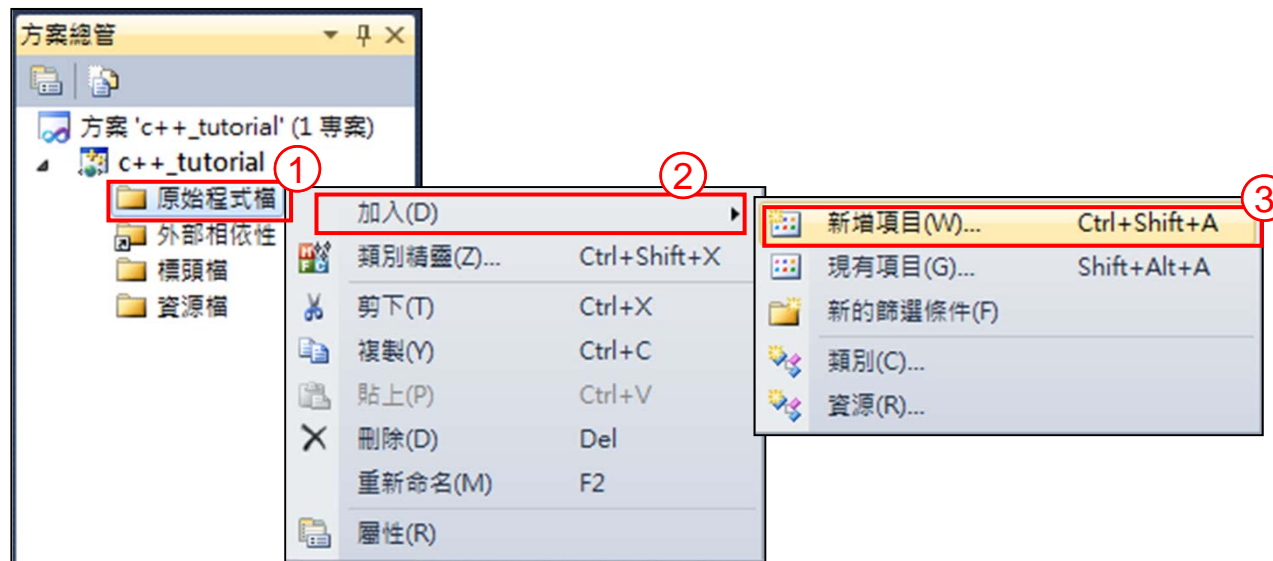 方案總管
方案 'c++_tutorial' (1 專案)
c++_tutorial
1
原始程式檔
外部相依性
標頭檔
資源檔
2
加入(D)
類別精靈(Z)... Ctrl+Shift+X
剪下(T) Ctrl+X
複製(Y) Ctrl+C
貼上(P) Ctrl+V
刪除(D) Del
重新命名(M) F2
屬性(R)
3
新增項目(W)... Ctrl+Shift+A
現有項目(G)... Shift+Alt+A
新的篩選條件(F)
類別(C)...
資源(R)...